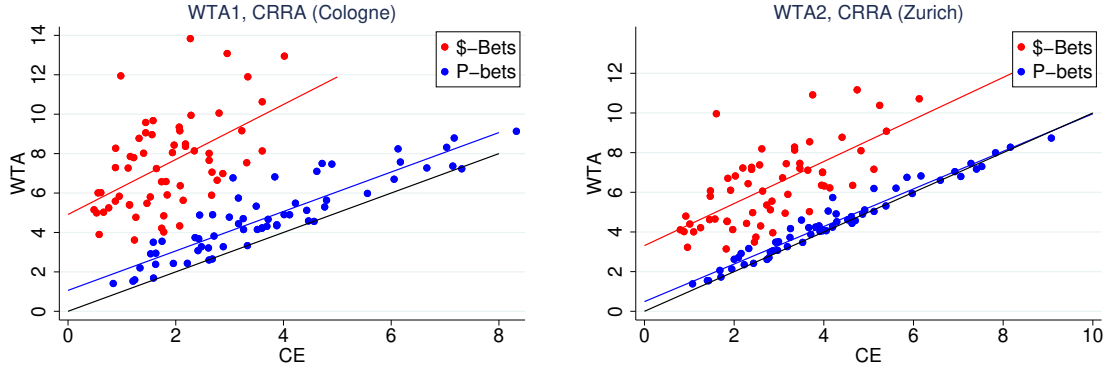 WTA1, CRRA (Cologne)
$-Bets
P-bets
WTA
14
12
10
8
6
4
2
0
0 2 4 6 8
CE
WTA2, CRRA (Zurich)
$-Bets
P-bets
WTA
12
10
8
6
4
2
0
0 2 4 6 8 10
CE